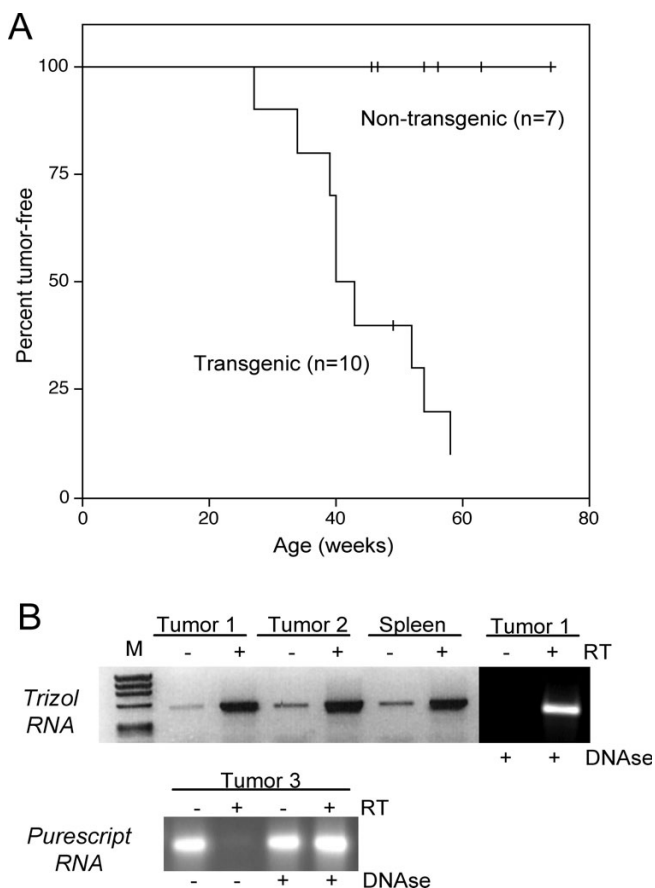 A
100
75
50
25
0
Percent tumor-free
Non-transgenic (n=7)
Transgenic (n=10)
0 20 40 60 80
Age (weeks)
B
Tumor 1 Tumor 2 Spleen Tumor 1
M - + - + - + - + RT
Trizol
RNA
+ + DNAse
Tumor 3
- + - + RT
Purescript
RNA
- - + + DNAse